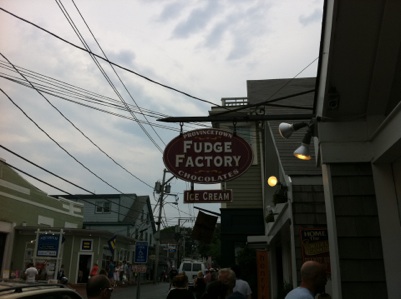 PROVINCETOWN
FUDGE
FACTORY
CHOCOLATES
ICE CREAM